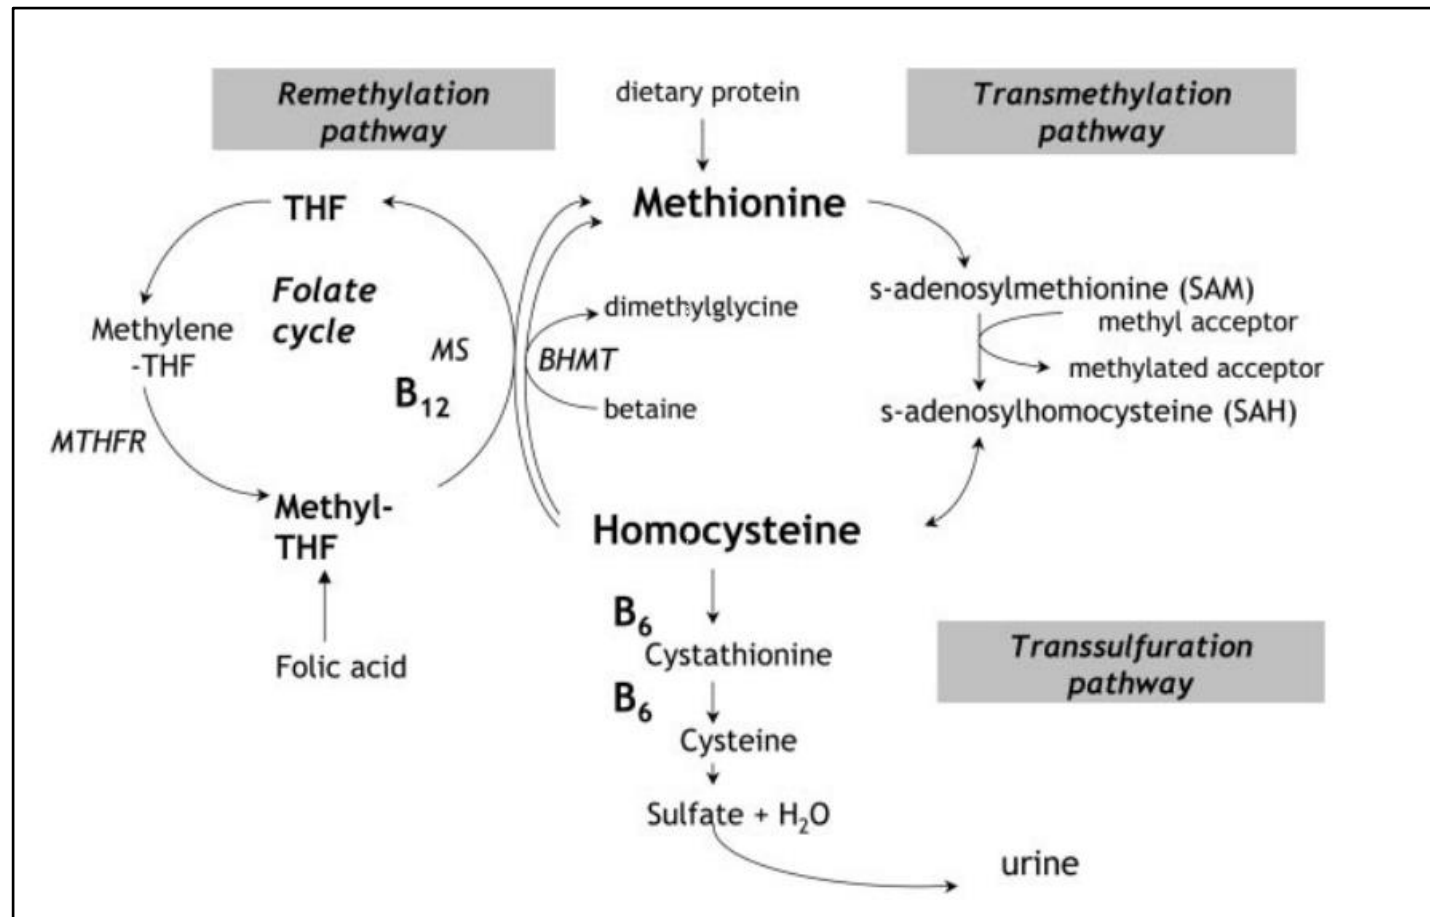 Remethylation
pathway
dietary protein
Transmethylation
pathway
THF
Methionine
Folate
cycle
s-adenosylmethionine (SAM)
methyl acceptor
dimethylglycine
Methylene
-THF
MS
BHMT
methylated acceptor
B12
betaine
s-adenosylhomocysteine (SAH)
MTHFR
Methyl-
THF
Homocysteine
Folic acid
B6
Cystathionine
Transsulfuration
pathway
B6
Cysteine
Sulfate + H2O
urine